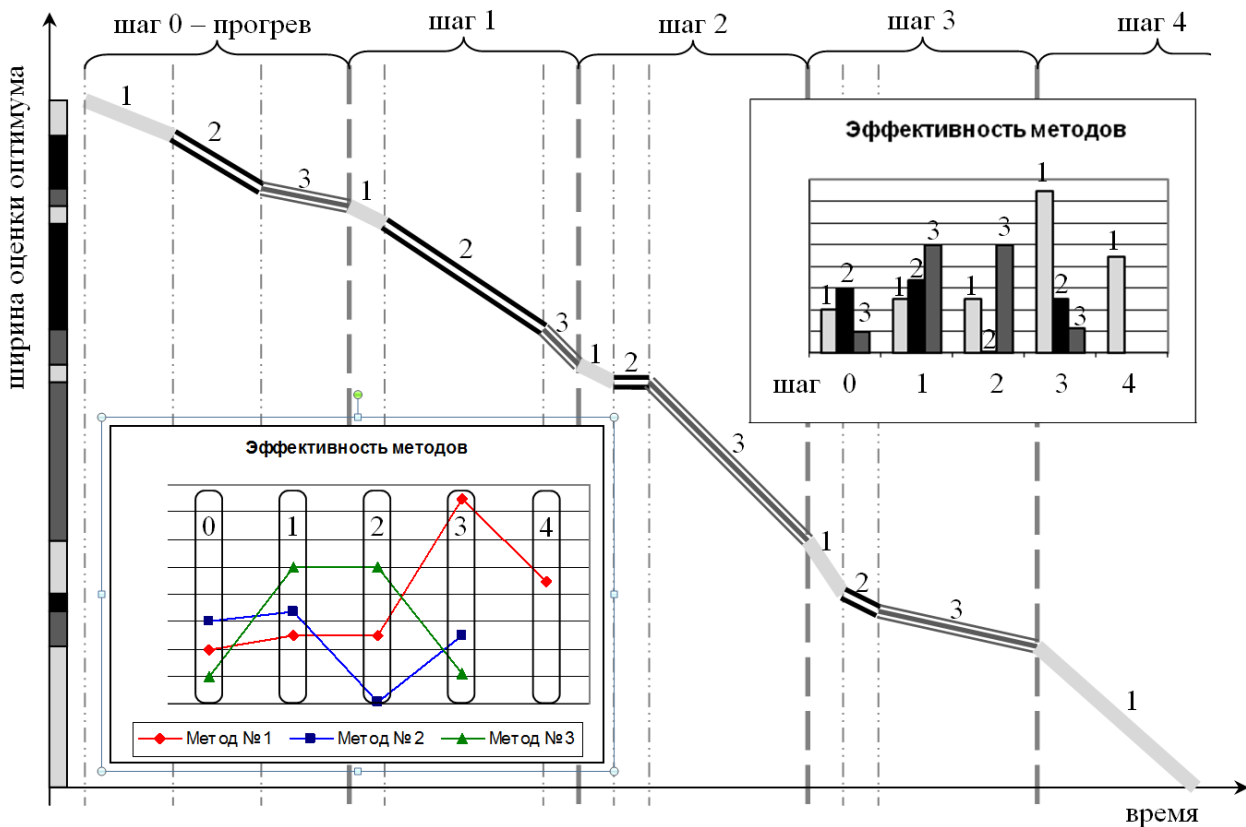 шаг 0 – прогрев
шаг 1
шаг 2
шаг 3
шаг 4
ширина оценки оптимума
1
2
3
1
2
3
1
2
3
1
2
3
1
Эффективность методов
1
2
3
1
2
3
1
2
3
1
2
3
1
шаг 0 1 2 3 4
Эффективность методов
0 1 2 3 4
Метод №1 Метод №2 Метод №3
время